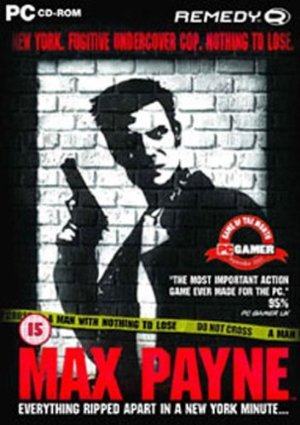 PC CD-ROM
REMEDY
NEW YORK. FUGITIVE UNDERCOVER COP. NOTHING TO LOSE.
GAME OF THE MONTH
PC GAMER
"THE MOST IMPORTANT ACTION
GAME EVER MADE FOR THE PC."
95%
PC GAMER UK
15
A MAN WITH NOTHING TO LOSE
DO NOT CROSS
A MAN
MAX PAYNE
EVERYTHING RIPPED APART IN A NEW YORK MINUTE...